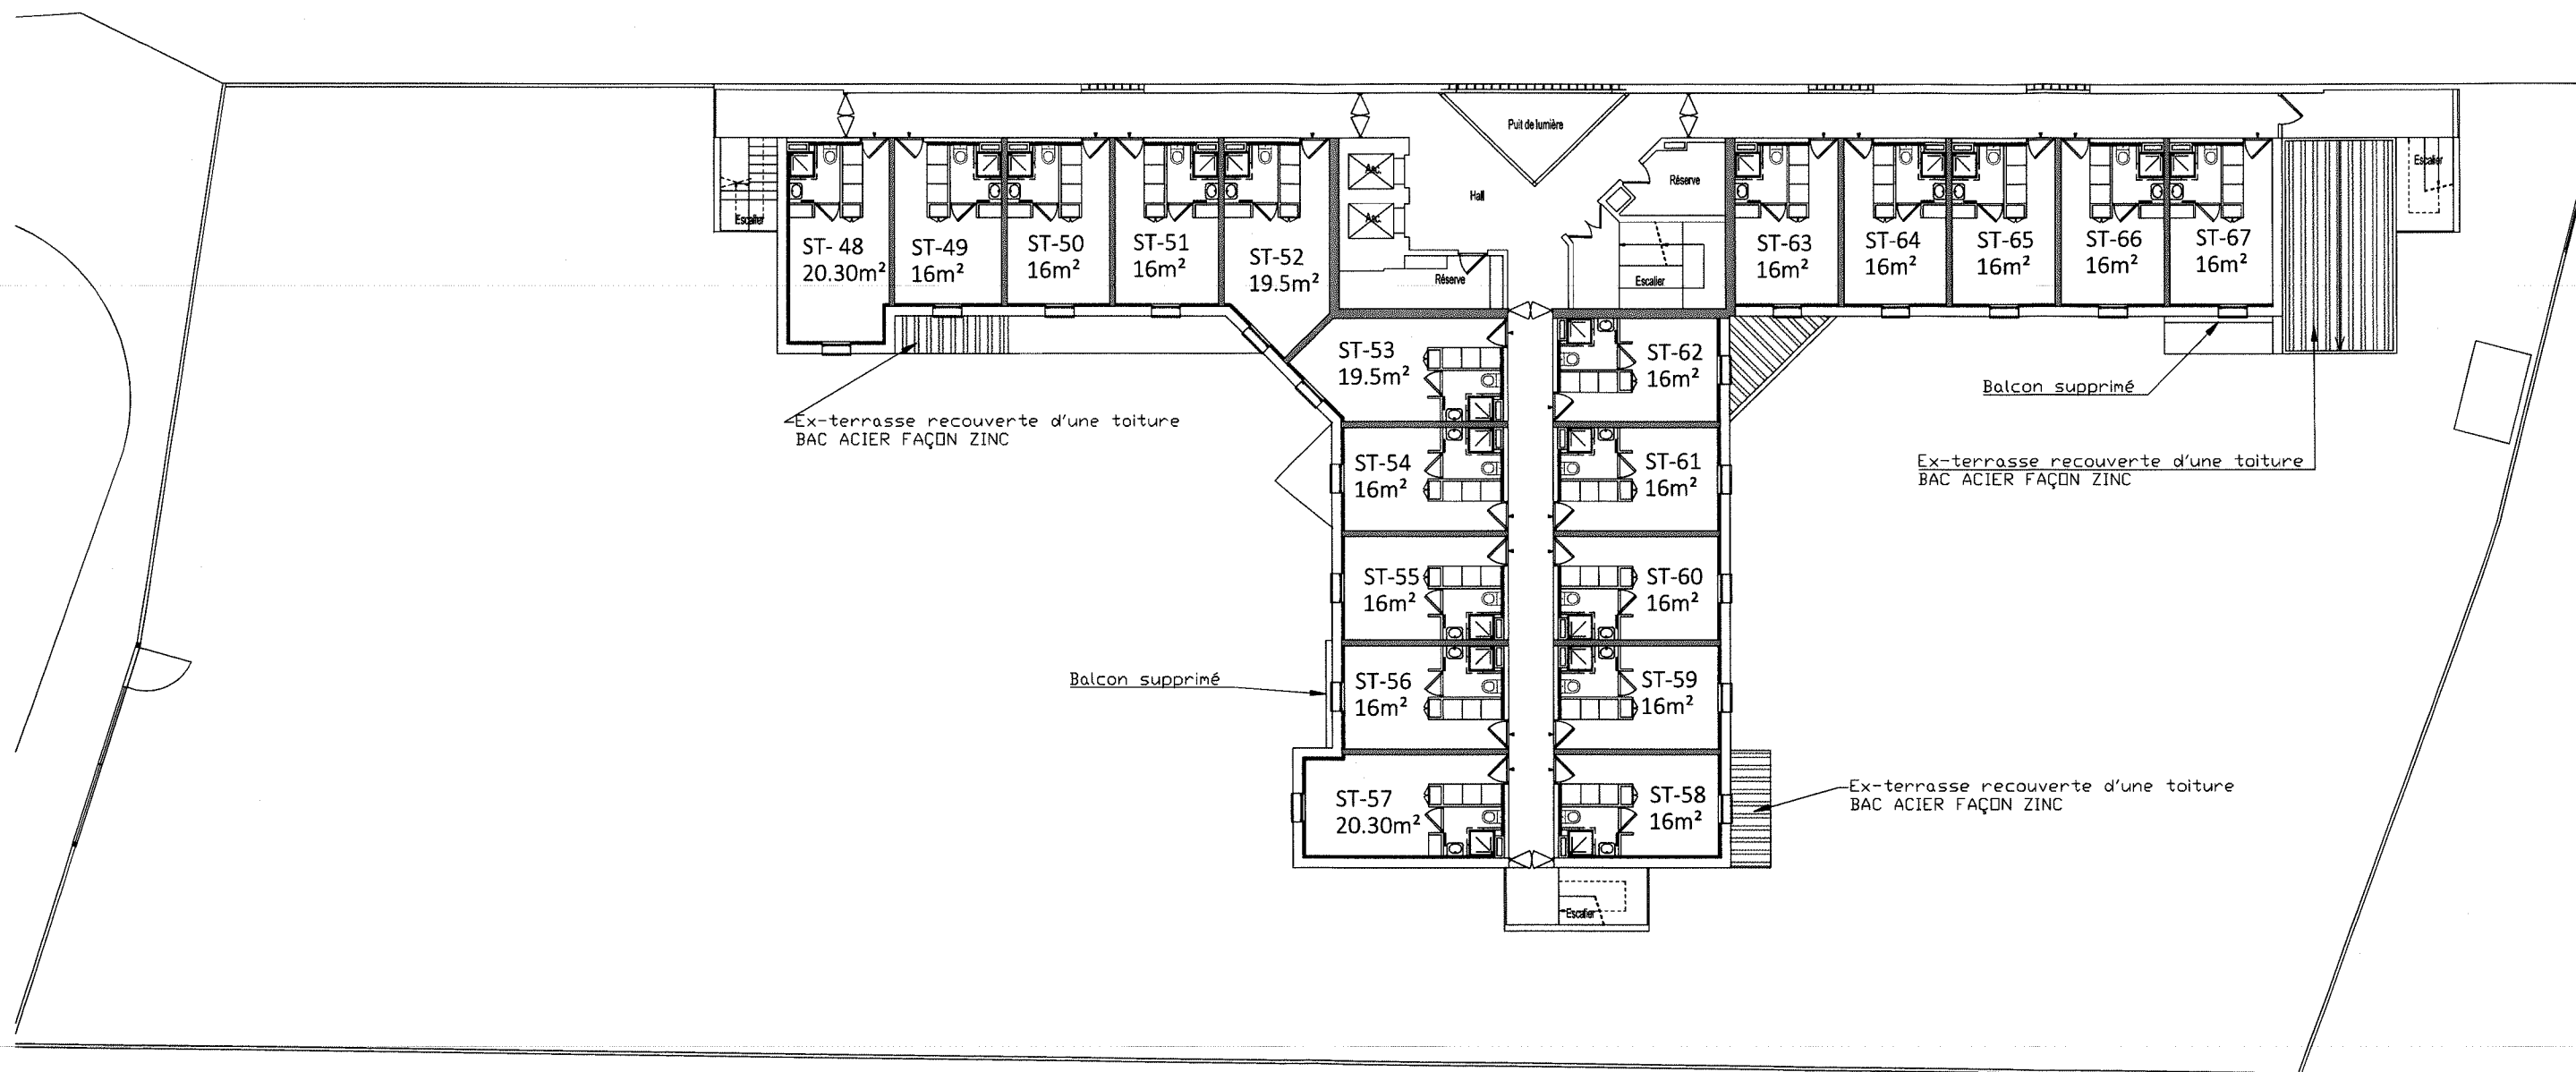 Puit de lumière
Asc.
Asc.
Hall
Réserve
Réserve
Escalier
Escalier
Escalier
ST- 48
20.30m²
ST-49
16m²
ST-50
16m²
ST-51
16m²
ST-52
19.5m²
ST-63
16m²
ST-64
16m²
ST-65
16m²
ST-66
16m²
ST-67
16m²
ST-53
19.5m²
ST-62
16m²
Balcon supprimé
Ex-terrasse recouverte d'une toiture
BAC ACIER FAÇON ZINC
ST-54
16m²
ST-61
16m²
Ex-terrasse recouverte d'une toiture
BAC ACIER FAÇON ZINC
ST-55
16m²
ST-60
16m²
Balcon supprimé
ST-56
16m²
ST-59
16m²
ST-57
20.30m²
ST-58
16m²
Ex-terrasse recouverte d'une toiture
BAC ACIER FAÇON ZINC
Escalier